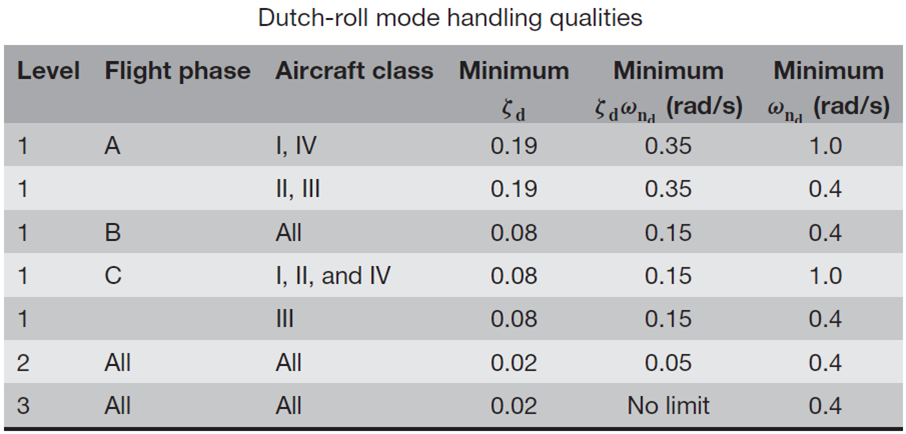 Dutch-roll mode handling qualities
Level Flight phase Aircraft class Minimum Minimum Minimum
ζd ζdωnd (rad/s) ωnd (rad/s)
1 A I, IV 0.19 0.35 1.0
1 II, III 0.19 0.35 0.4
1 B All 0.08 0.15 0.4
1 C I, II, and IV 0.08 0.15 1.0
1 III 0.08 0.15 0.4
2 All All 0.02 0.05 0.4
3 All All 0.02 No limit 0.4